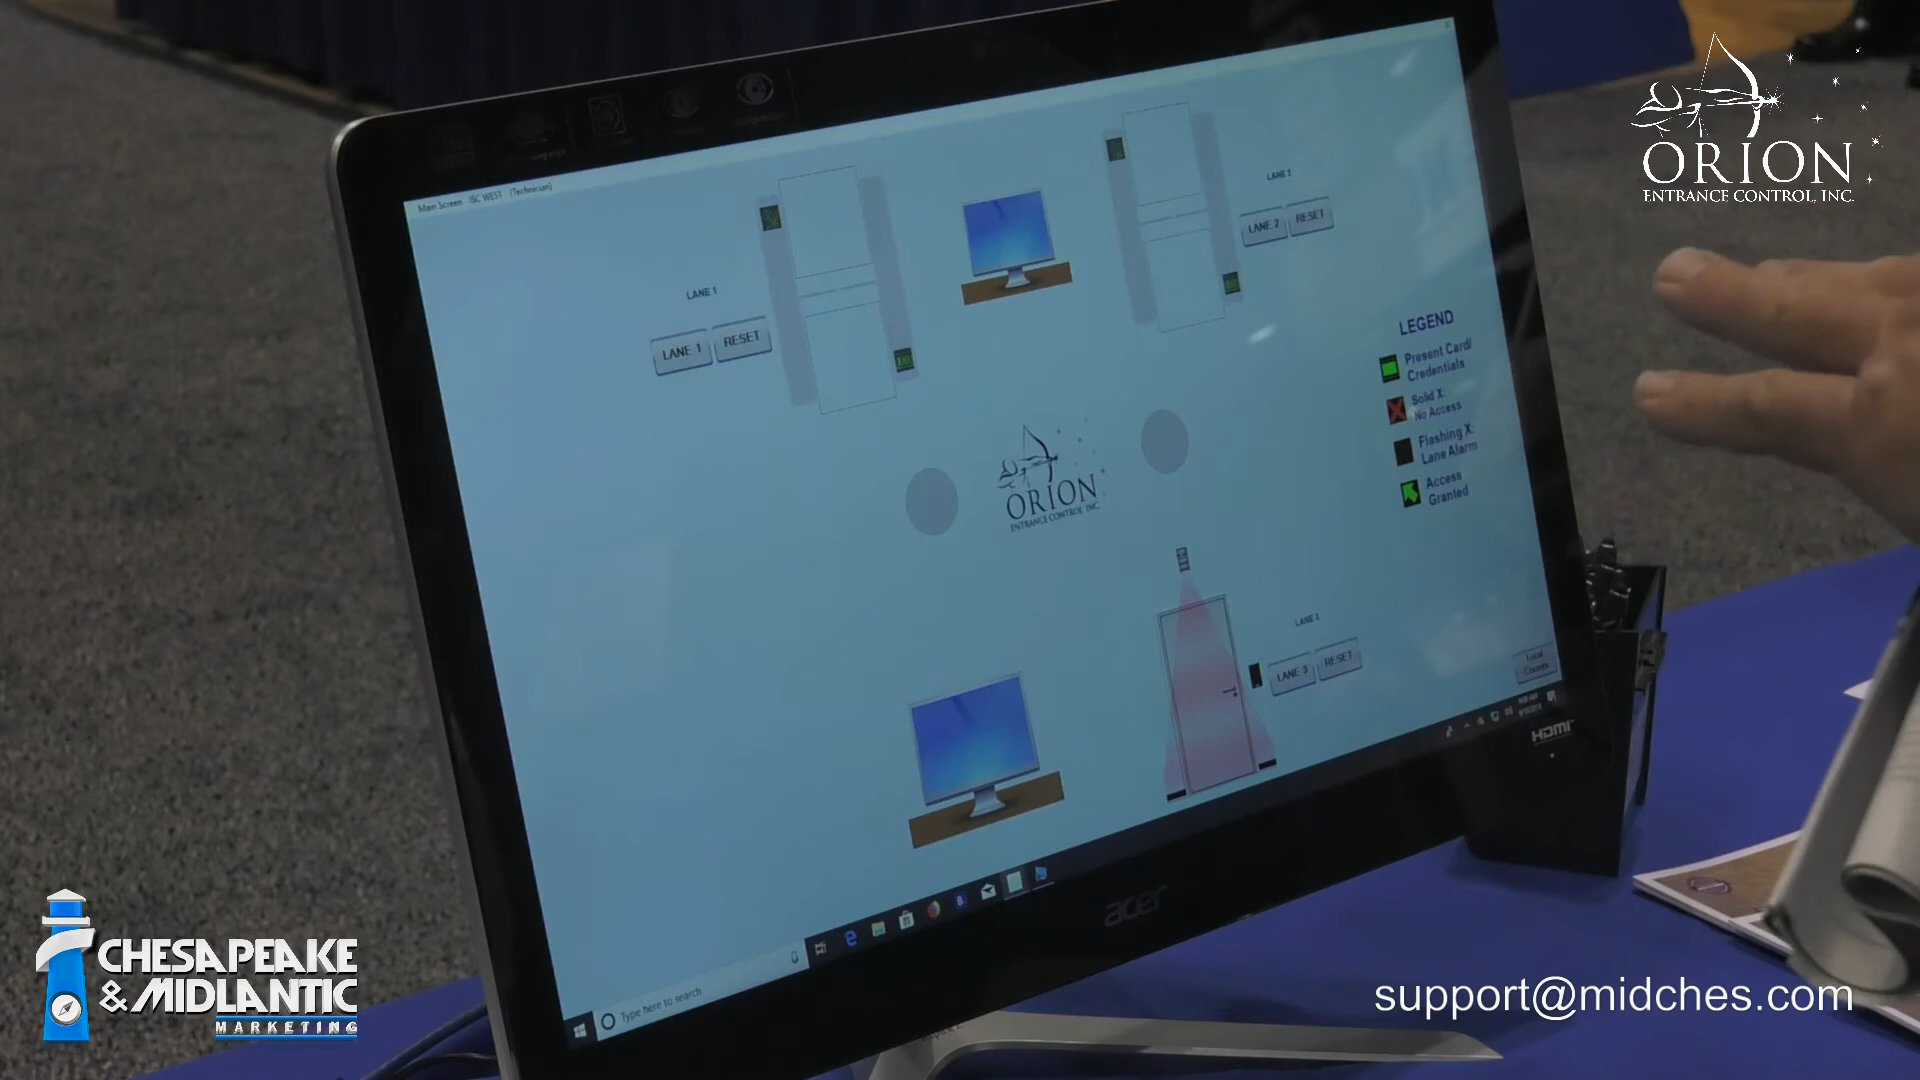 ORION
ENTRANCE CONTROL, INC.
Main Screen ISC WEST (Technician)
LANE 1
LANE 1
RESET
LANE 2
LANE 2
RESET
LEGEND
Present Card/
Credentials
Solid X:
No Access
Flashing X:
Lane Alarm
Access
Granted
ORION
ENTRANCE CONTROL, INC.
LANE 3
RESET
Total
Counts
HDMI
acer
Type here to search
CHESAPEAKE
& MIDLANTIC
MARKETING
support@midches.com